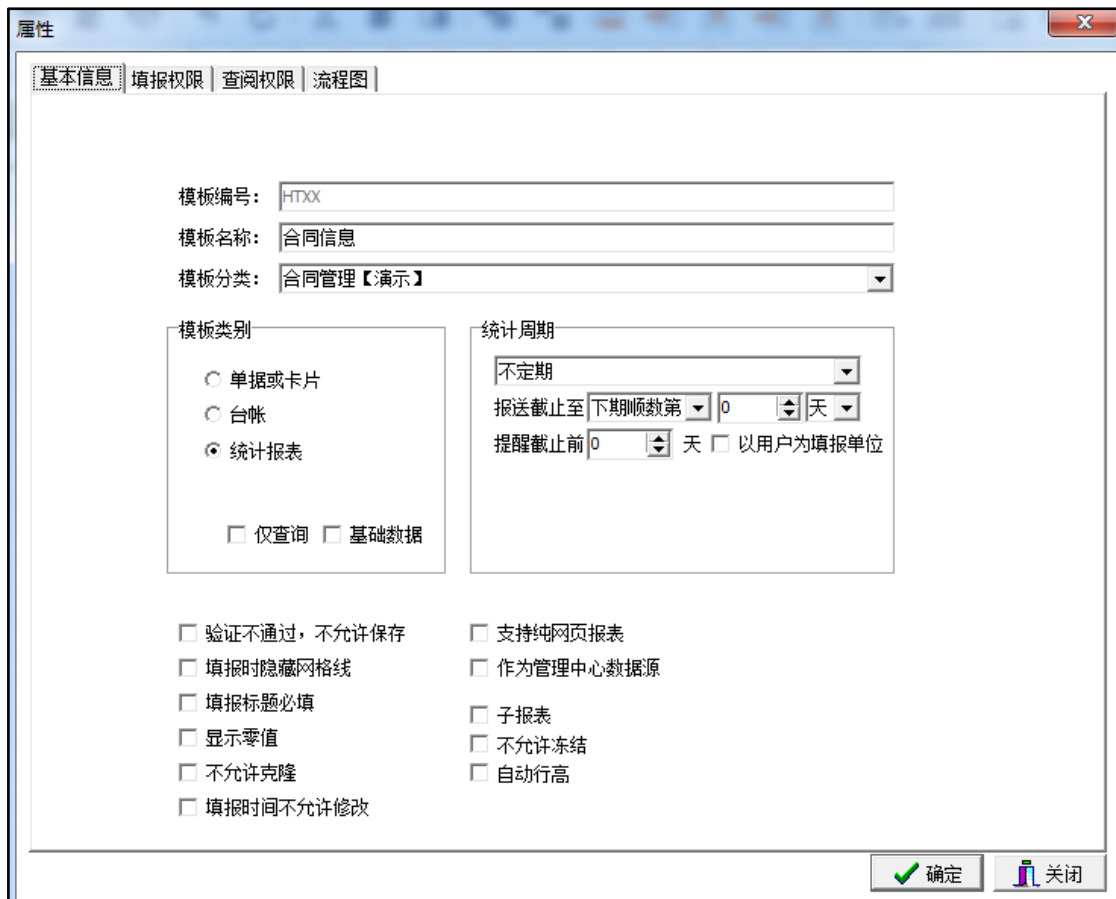 属性
基本信息 填报权限 查阅权限 流程图
模板编号： HTXX
模板名称： 合同信息
模板分类： 合同管理【演示】
模板类别
单据或卡片
台帐
统计报表
仅查询 基础数据
统计周期
不定期
报送截止至 下期顺数第 0 天
提醒截止前 0 天 以用户为填报单位
验证不通过，不允许保存
填报时隐藏网格线
填报标题必填
显示零值
不允许克隆
填报时间不允许修改
支持纯网页报表
作为管理中心数据源
子报表
不允许冻结
自动行高
确定 关闭